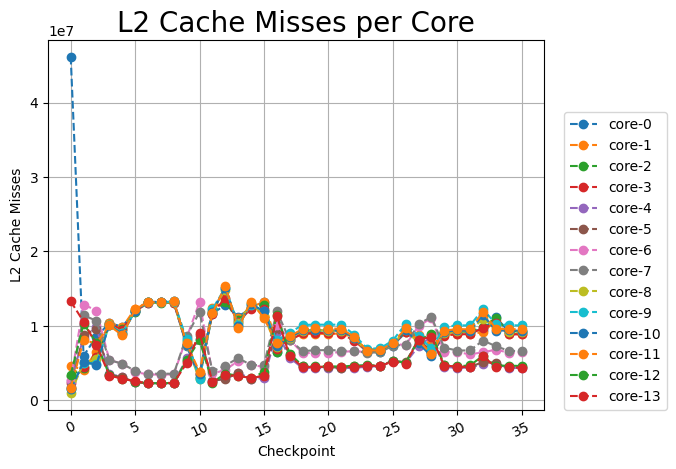 L2 Cache Misses per Core
1e7
4
3
2
1
0
L2 Cache Misses
0
5
10
15
20
25
30
35
Checkpoint
core-0
core-1
core-2
core-3
core-4
core-5
core-6
core-7
core-8
core-9
core-10
core-11
core-12
core-13